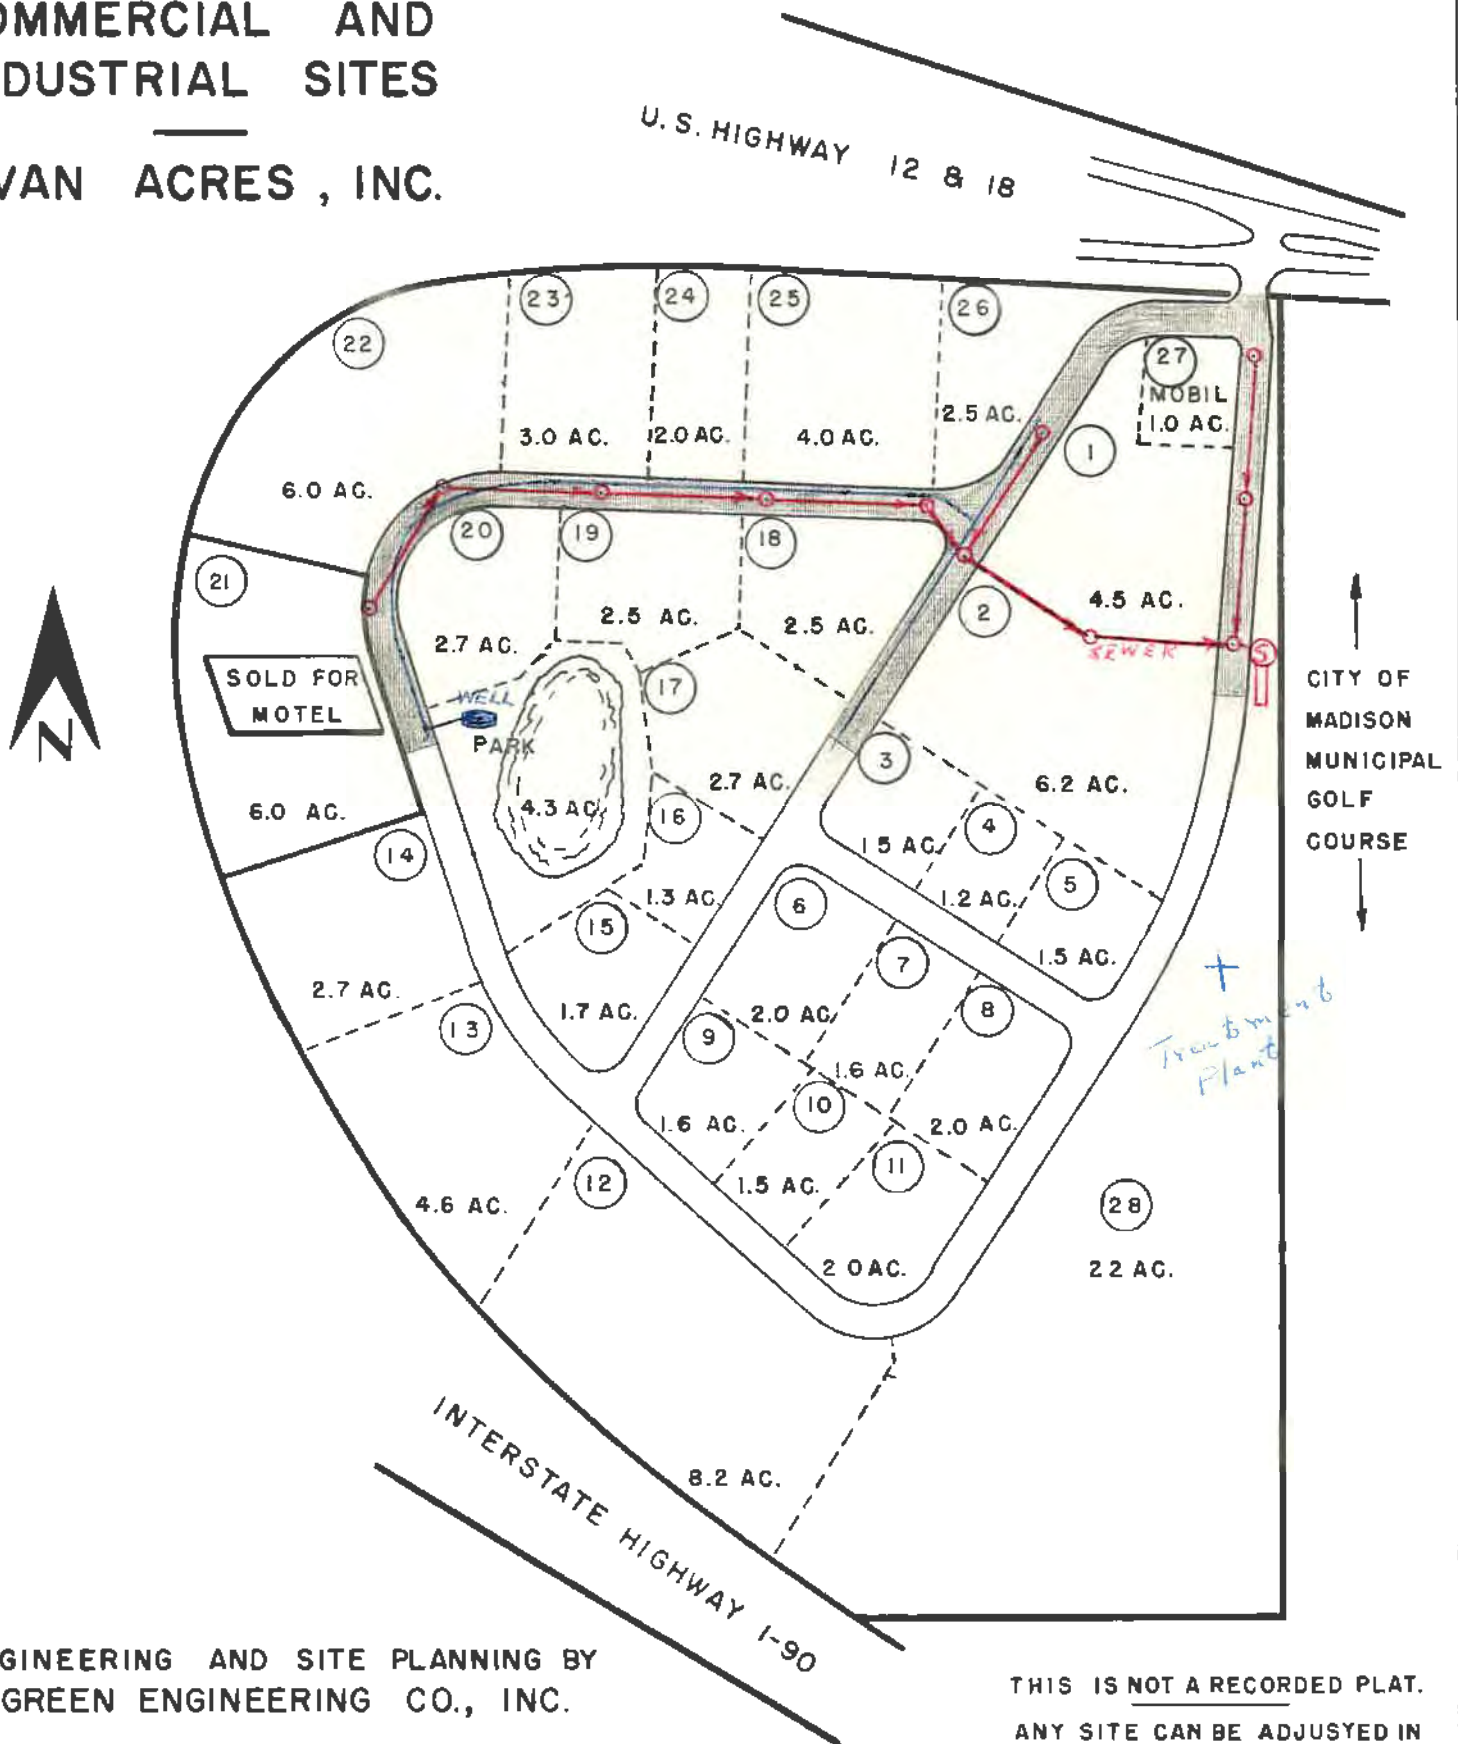 OMMERCIAL AND
DUSTRIAL SITES
VAN ACRES, INC.
U.S. HIGHWAY 12 & 18
22
23
24
25
26
27
MOBIL
1.0 AC.
3.0 AC.
2.0 AC.
4.0 AC.
2.5 AC.
1
6.0 AC.
20
19
18
21
2
4.5 AC.
2.7 AC.
2.5 AC.
2.5 AC.
SEWER
S
SOLD FOR
MOTEL
WELL
PARK
17
CITY OF
MADISON
MUNICIPAL
GOLF
COURSE
N
3
2.7 AC.
6.2 AC.
6.0 AC.
4.3 AC.
16
4
14
1.5 AC.
5
1.3 AC.
1.2 AC.
6
15
7
1.5 AC.
+
Treatment
Plant
2.7 AC.
13
1.7 AC.
2.0 AC.
8
9
1.6 AC.
10
1.6 AC.
2.0 AC.
11
12
1.5 AC.
4.6 AC.
28
22 AC.
2.0 AC.
8.2 AC.
INTERSTATE HIGHWAY I-90
GINEERING AND SITE PLANNING BY
GREEN ENGINEERING CO., INC.
THIS IS NOT A RECORDED PLAT.
ANY SITE CAN BE ADJUSTED IN